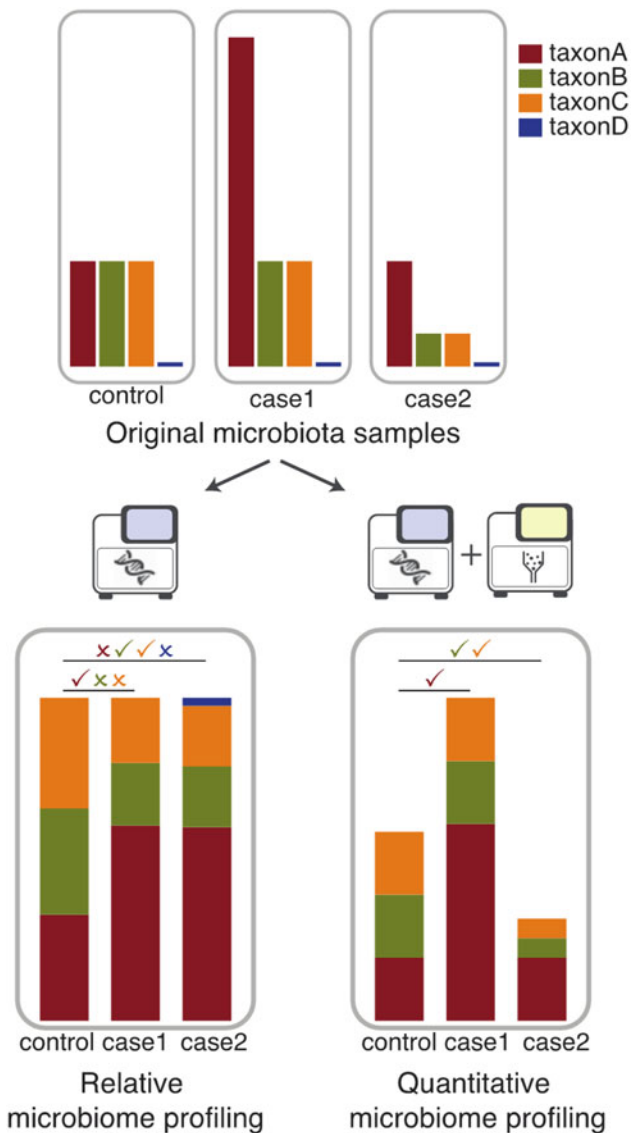 taxonA
taxonB
taxonC
taxonD
control
case1
case2
Original microbiota samples
+
control case1 case2
control case1 case2
Relative
microbiome profiling
Quantitative
microbiome profiling